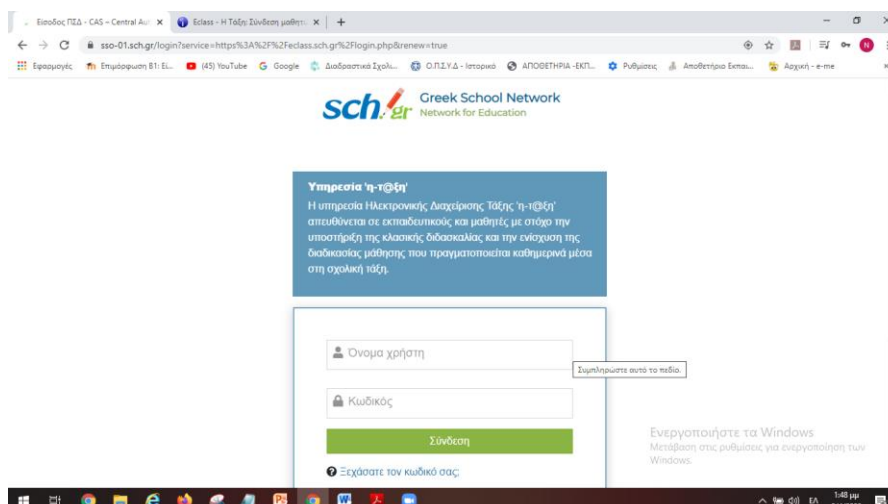 Είσοδος ΠΣΔ - CAS – Central Au
Eclass - Η Τάξη: Σύνδεση μαθητ
sso-01.sch.gr/login?service=https%3A%2F%2Feclass.sch.gr%2Flogin.php&renew=true
Εφαρμογές
Επιμόρφωση Β1: Ει...
(45) YouTube
Google
Διαδραστικά Σχολι...
Ο.Π.ΣΥ.Δ - Ιστορικό
ΑΠΟΘΕΤΗΡΙΑ -ΕΚΠ...
Ρυθμίσεις
Αποθετήριο Εκπαι...
Αρχική - e-me
N
sch.gr
Greek School Network
Network for Education
Υπηρεσία 'η-τ@ξη'
Η υπηρεσία Ηλεκτρονικής Διαχείρισης Τάξης 'η-τ@ξη'
απευθύνεται σε εκπαιδευτικούς και μαθητές με στόχο την
υποστήριξη της κλασικής διδασκαλίας και την ενίσχυση της
διαδικασίας μάθησης που πραγματοποιείται καθημερινά μέσα
στη σχολική τάξη.
Όνομα χρήστη
Συμπληρώστε αυτό το πεδίο.
Κωδικός
Σύνδεση
Ξεχάσατε τον κωδικό σας;
Ενεργοποιήστε τα Windows
Μετάβαση στις ρυθμίσεις για ενεργοποίηση των
Windows.
ΕΛ
1:48 μμ